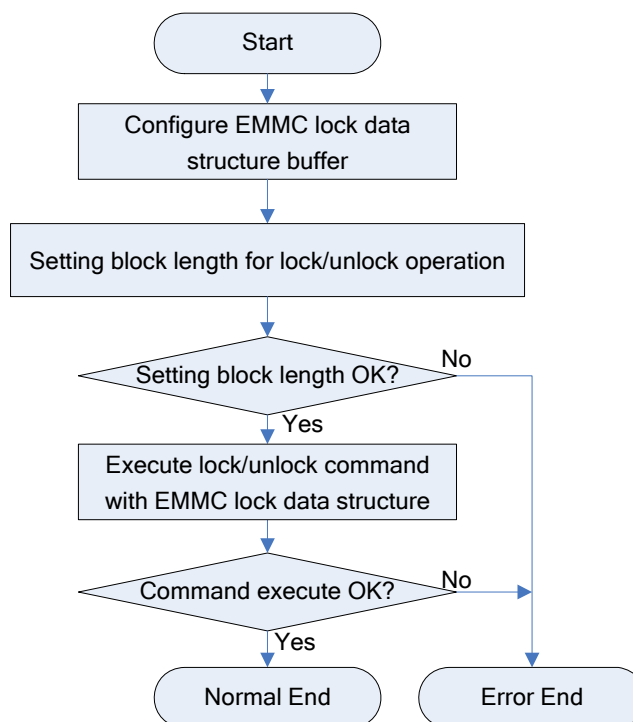 Start
Configure EMMC lock data
structure buffer
Setting block length for lock/unlock operation
Setting block length OK?
No
Yes
Execute lock/unlock command
with EMMC lock data structure
Command execute OK?
No
Yes
Normal End
Error End